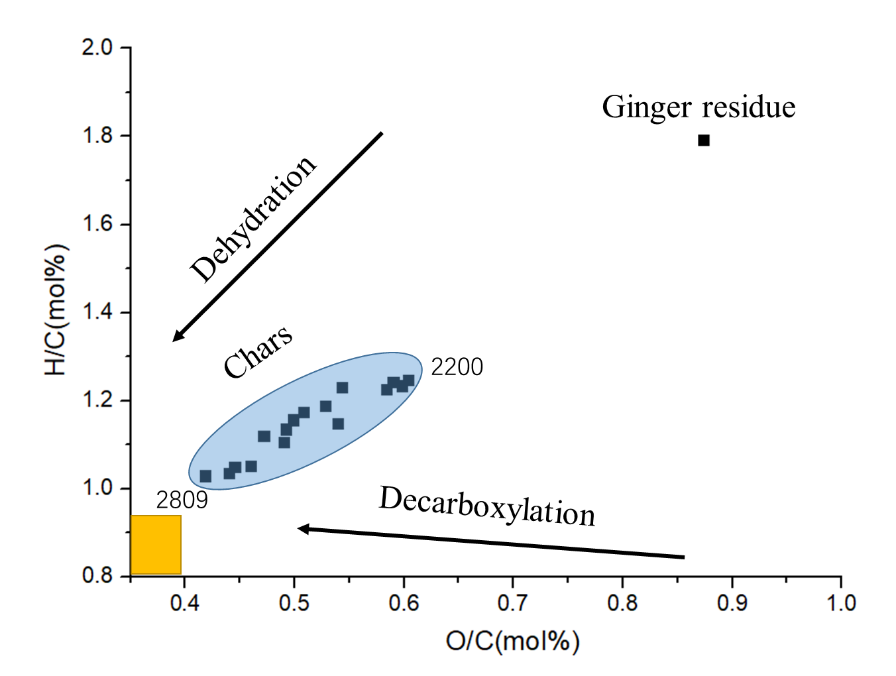 2.0
Ginger residue
1.8
Dehydration
1.6
H/C(mol%)
1.4
Chars
2200
1.2
1.0
2809
Decarboxylation
0.8
0.4 0.5 0.6 0.7 0.8 0.9 1.0
O/C(mol%)